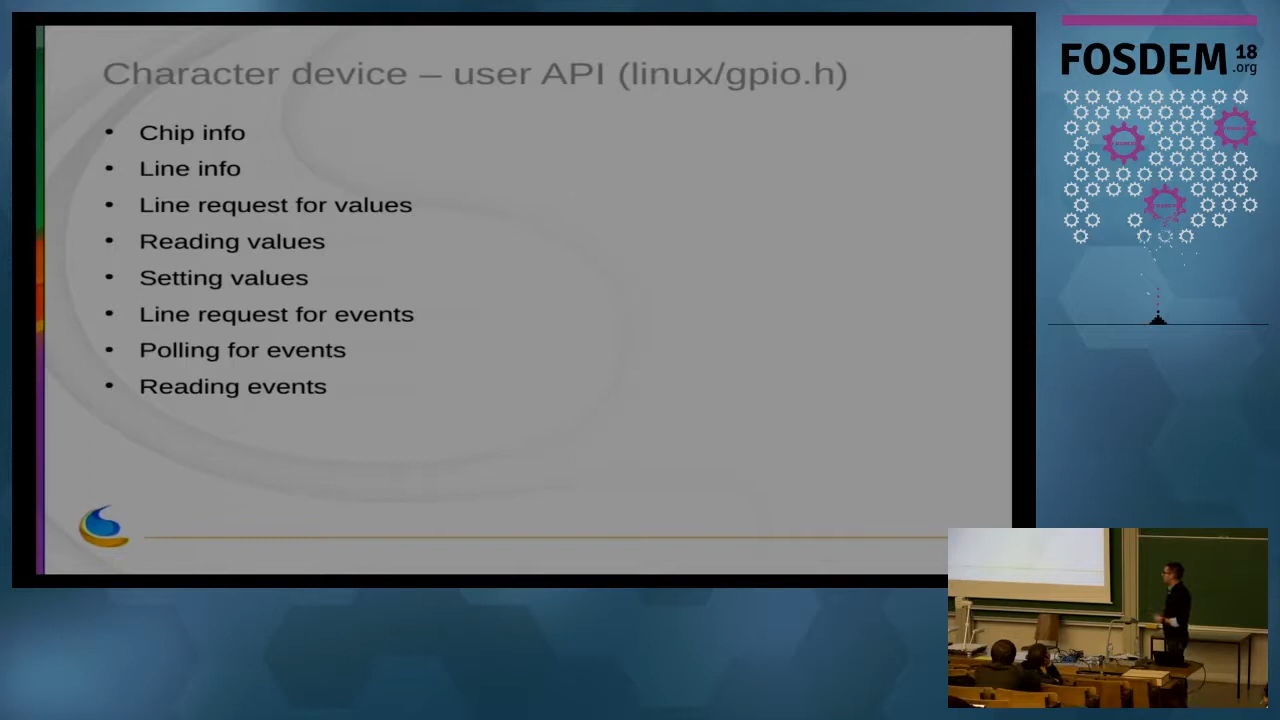 Character device – user API (linux/gpio.h)
• Chip info
• Line info
• Line request for values
• Reading values
• Setting values
• Line request for events
• Polling for events
• Reading events
FOSDEM 18
.org